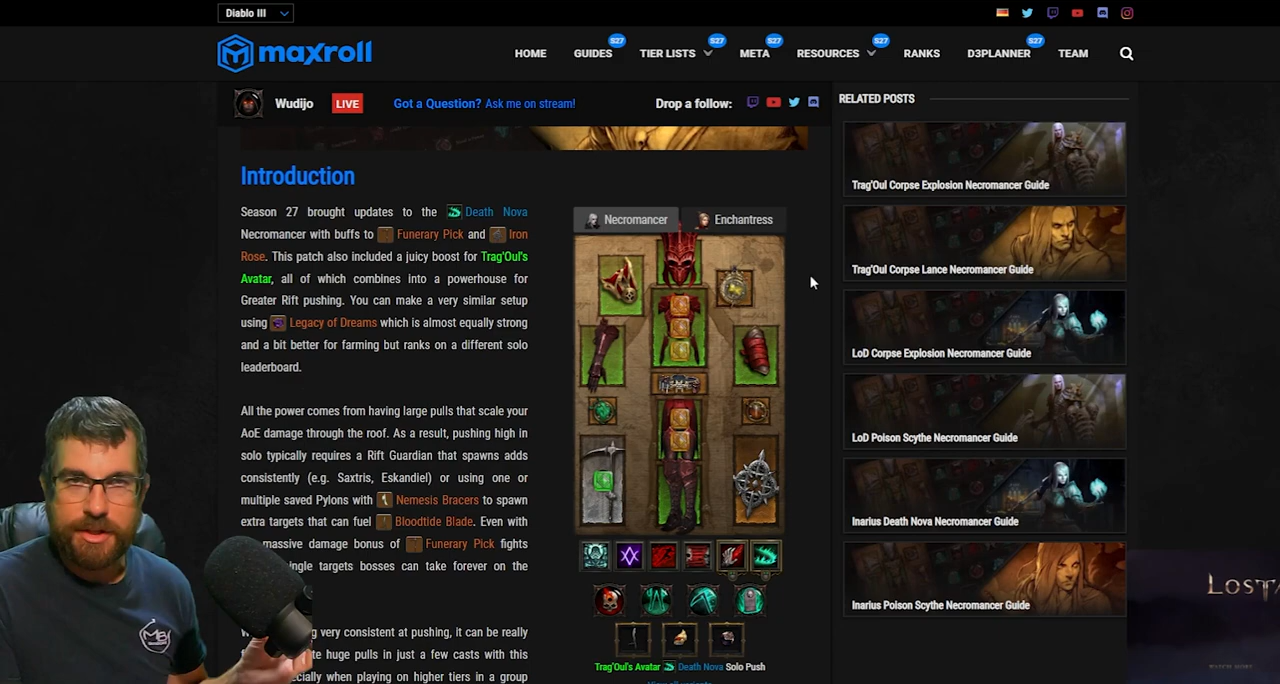 Diablo III
maxroll
HOME
GUIDES
S27
TIER LISTS
S27
META
S27
RESOURCES
S27
RANKS
D3PLANNER
S27
TEAM
Wudijo
LIVE
Got a Question? Ask me on stream!
Drop a follow:
Introduction
Season 27 brought updates to the Death Nova
Necromancer with buffs to Funerary Pick and Iron
Rose. This patch also included a juicy boost for Trag'Oul's
Avatar, all of which combines into a powerhouse for
Greater Rift pushing. You can make a very similar setup
using Legacy of Dreams which is almost equally strong
and a bit better for farming but ranks on a different solo
leaderboard.
All the power comes from having large pulls that scale your
AoE damage through the roof. As a result, pushing high in
solo typically requires a Rift Guardian that spawns adds
consistently (e.g. Saxtris, Eskandiel) or using one or
multiple saved Pylons with Nemesis Bracers to spawn
extra targets that can fuel Bloodtide Blade. Even with
massive damage bonus of Funerary Pick fights
targets bosses can take forever on the
very consistent at pushing, it can be really
huge pulls in just a few casts with this
when playing on higher tiers in a group
Necromancer
Enchantress
Trag'Oul's Avatar Death Nova Solo Push
RELATED POSTS
Trag'Oul Corpse Explosion Necromancer Guide
Trag'Oul Corpse Lance Necromancer Guide
LoD Corpse Explosion Necromancer Guide
LoD Poison Scythe Necromancer Guide
Inarius Death Nova Necromancer Guide
Inarius Poison Scythe Necromancer Guide
MB